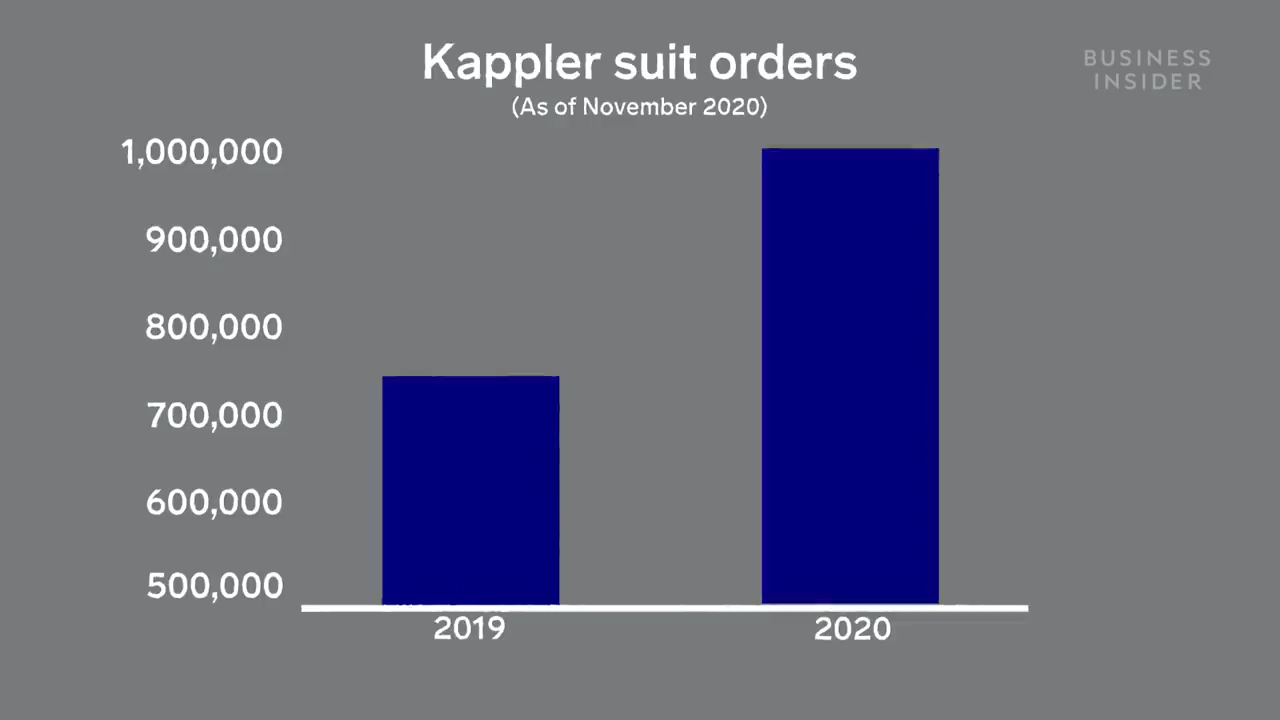 Kappler suit orders
(As of November 2020)
BUSINESS
INSIDER
1,000,000
900,000
800,000
700,000
600,000
500,000
2019
2020